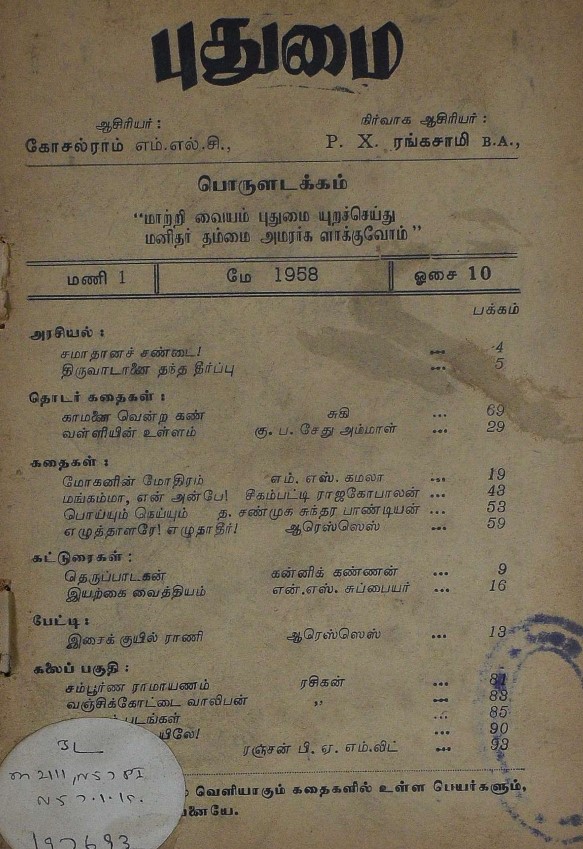 புதுமை
ஆசிரியர் : நிர்வாக ஆசிரியர் :
கோசல்ராம் எம்.எல்.சி., P. X. ரங்கசாமி B.A.,
பொருளடக்கம்
"மாற்றி வையம் புதுமை யுறச்செய்து
மனிதர் தம்மை அமரர்க ளாக்குவோம்"
மணி 1 மே 1958 ஓசை 10
பக்கம்
அரசியல் :
சமாதானச் சண்டை! ... 4
திருவாடானை தந்த தீர்ப்பு ... 5
தொடர் கதைகள் :
காமனை வென்ற கண் சுகி ... 69
வள்ளியின் உள்ளம் கு. ப. சேது அம்மாள் ... 29
கதைகள் :
மோகனின் மோதிரம் எம். எஸ். கமலா ... 19
மங்கம்மா, என் அன்பே! சிகம்பட்டி ராஜகோபாலன் ... 43
பொய்யும் நெய்யும் த. சண்முக சுந்தர பாண்டியன் ... 53
எழுத்தாளரே! எழுதாதீர்! ஆரெஸ்ஸெஸ் ... 59
கட்டுரைகள் :
தெருப்பாடகன் கன்னிக் கண்ணன் ... 9
இயற்கை வைத்தியம் என்.எஸ். சுப்பையர் ... 16
பேட்டி :
இசைக் குயில் ராணி ஆரெஸ்ஸெஸ் ... 13
கலைப் பகுதி :
சம்பூர்ண ராமாயணம் ரசிகன் ... 81
வஞ்சிக்கோட்டை வாலிபன் ,, ... 83
படங்கள் ... 85
யிலே! ... 90
ரஞ்சன் பி. ஏ. எம்.லிட் ... 93
வெளியாகும் கதைகளில் உள்ள பெயர்களும்,
னையே.
3L
197693